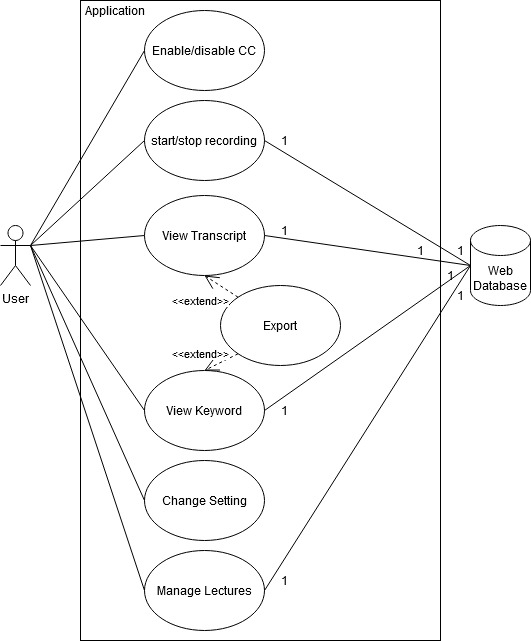 Application
Enable/disable CC
start/stop recording
1
View Transcript
1
1
1
Web
Database
1
1
User
<<extend>>
Export
<<extend>>
View Keyword
1
Change Setting
Manage Lectures
1